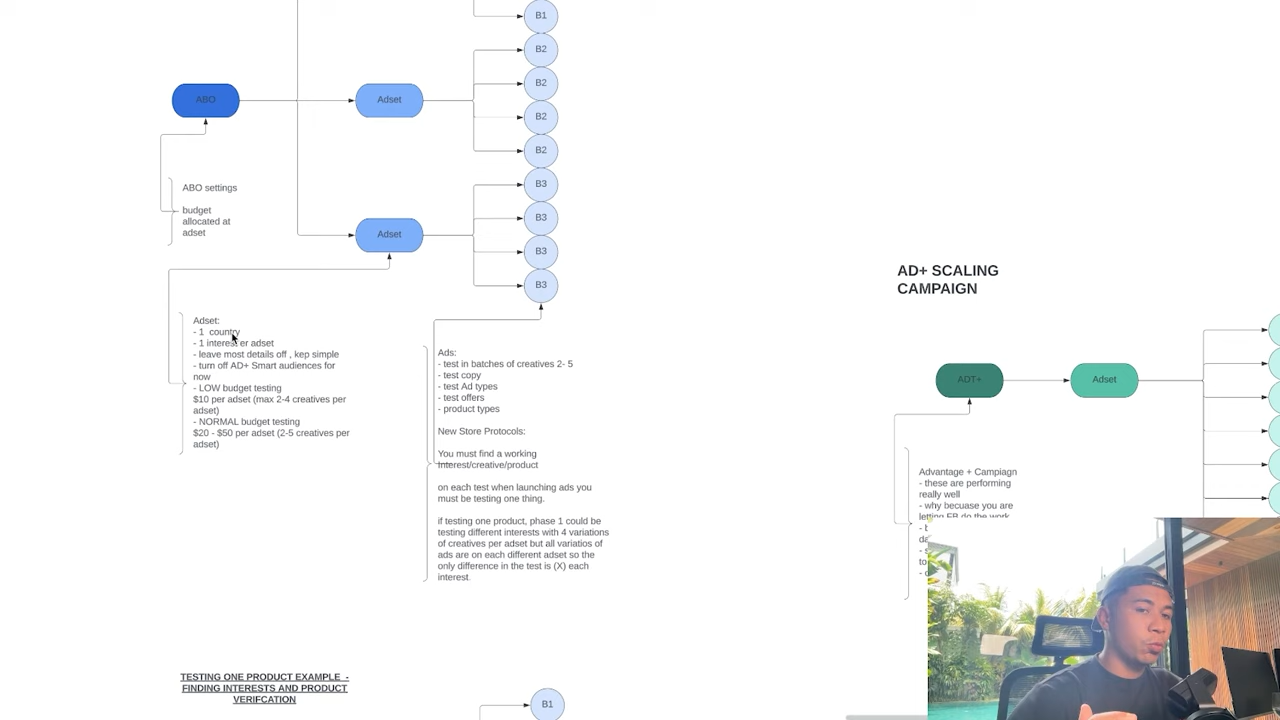 B1
B2
ABO
Adset
B2
B2
B2
B3
ABO settings
budget
allocated at
adset
B3
Adset
B3
B3
Adset:
- 1 country
- 1 interest er adset
- leave most details off , kep simple
- turn off AD+ Smart audiences for
now
- LOW budget testing
$10 per adset (max 2-4 creatives per
adset)
- NORMAL budget testing
$20 - $50 per adset (2-5 creatives per
adset)
Ads:
- test in batches of creatives 2- 5
- test copy
- test Ad types
- test offers
- product types
New Store Protocols:
You must find a working
Interest/creative/product
on each test when launching ads you
must be testing one thing.
if testing one product, phase 1 could be
testing different interests with 4 variations
of creatives per adset but all variatios of
ads are on each different adset so the
only difference in the test is (X) each
interest.
AD+ SCALING
CAMPAIGN
ADT+
Adset
Advantage + Campiagn
- these are performing
really well
- why becuase you are
letting FB do the work
TESTING ONE PRODUCT EXAMPLE -
FINDING INTERESTS AND PRODUCT
VERIFCATION
B1